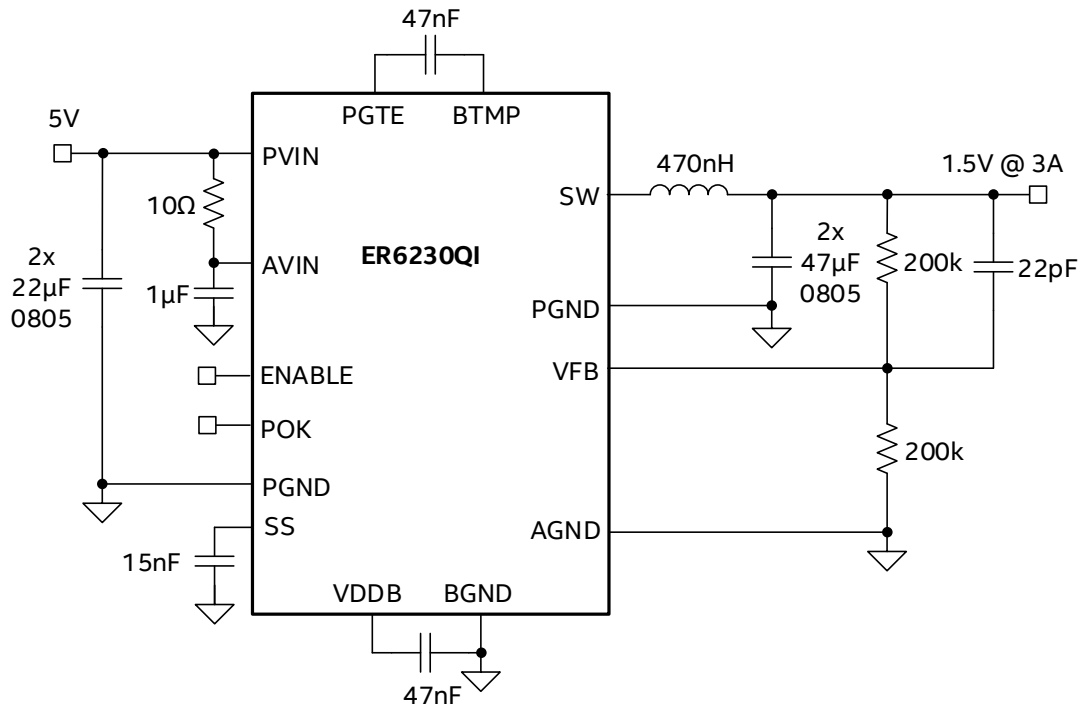 47nF
PGTE
BTMP
5V
PVIN
470nH
1.5V @ 3A
SW
10Ω
2x
22µF
0805
AVIN
ER6230QI
2x
47µF
0805
200k
22pF
1µF
PGND
ENABLE
VFB
POK
200k
PGND
SS
AGND
15nF
VDDB
BGND
47nF